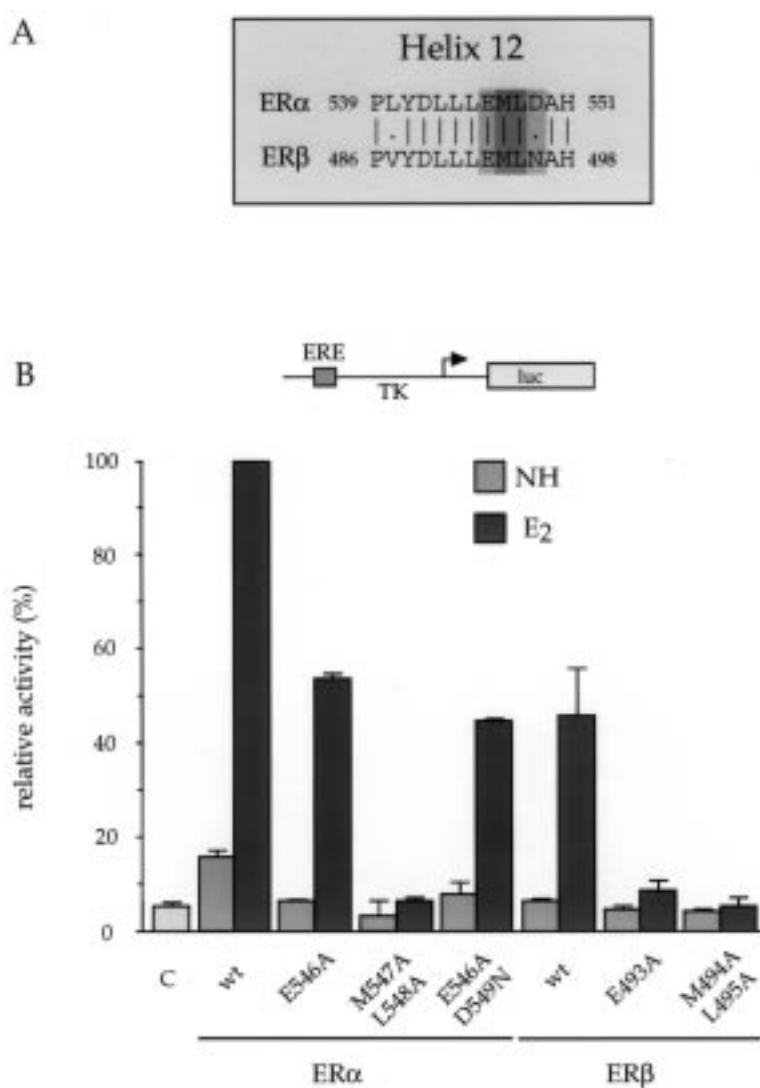 A
Helix 12
ERα 539 PLYDLLLEMLDAH 551
ERβ 486 PVYDLLLEMLNAH 498
B
ERE
TK
luc
NH
E2
relative activity (%)
100
80
60
40
20
0
C
wt
E546A
M547A
L548A
E546A
D549N
wt
E493A
M494A
L495A
ERα
ERβ